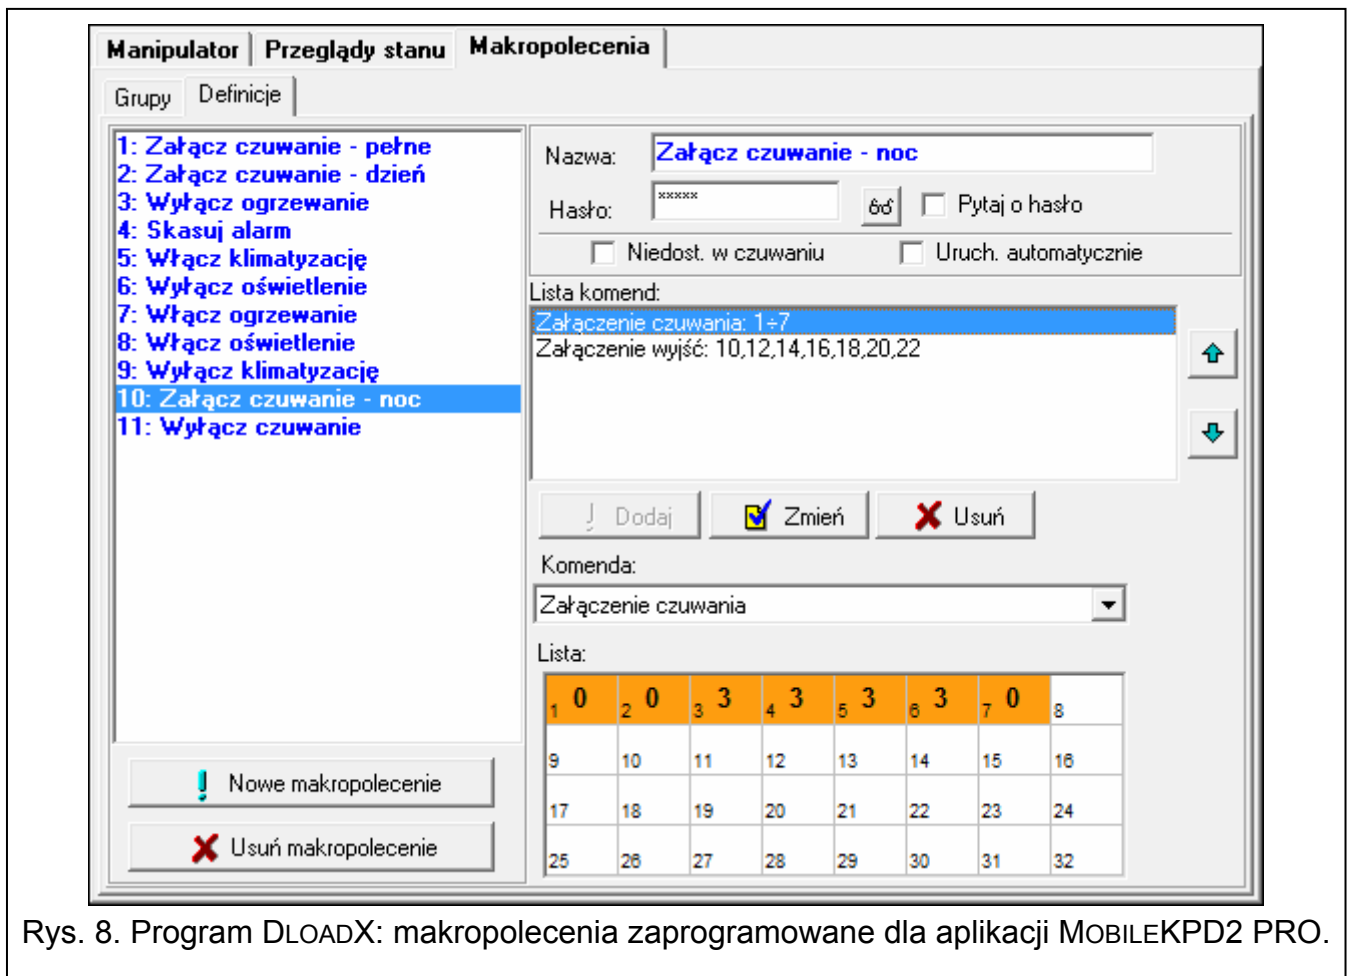 Manipulator Przeglądy stanu Makropolecenia
Grupy Definicje
1: Załącz czuwanie - pełne
2: Załącz czuwanie - dzień
3: Wyłącz ogrzewanie
4: Skasuj alarm
5: Włącz klimatyzację
6: Wyłącz oświetlenie
7: Włącz ogrzewanie
8: Włącz oświetlenie
9: Wyłącz klimatyzację
10: Załącz czuwanie - noc
11: Wyłącz czuwanie
Nowe makropolecenie
Usuń makropolecenie
Nazwa: Załącz czuwanie - noc
Hasło: xxxxx Pytaj o hasło
Niedost. w czuwaniu Uruch. automatycznie
Lista komend:
Załączenie czuwania: 1÷7
Załączenie wyjść: 10,12,14,16,18,20,22
Dodaj Zmień Usuń
Komenda:
Załączenie czuwania
Lista:
1 0 2 0 3 3 4 3 5 3 6 3 7 0 8
9 10 11 12 13 14 15 16
17 18 19 20 21 22 23 24
25 26 27 28 29 30 31 32
Rys. 8. Program DLOADX: makropolecenia zaprogramowane dla aplikacji MOBILEKPD2 PRO.